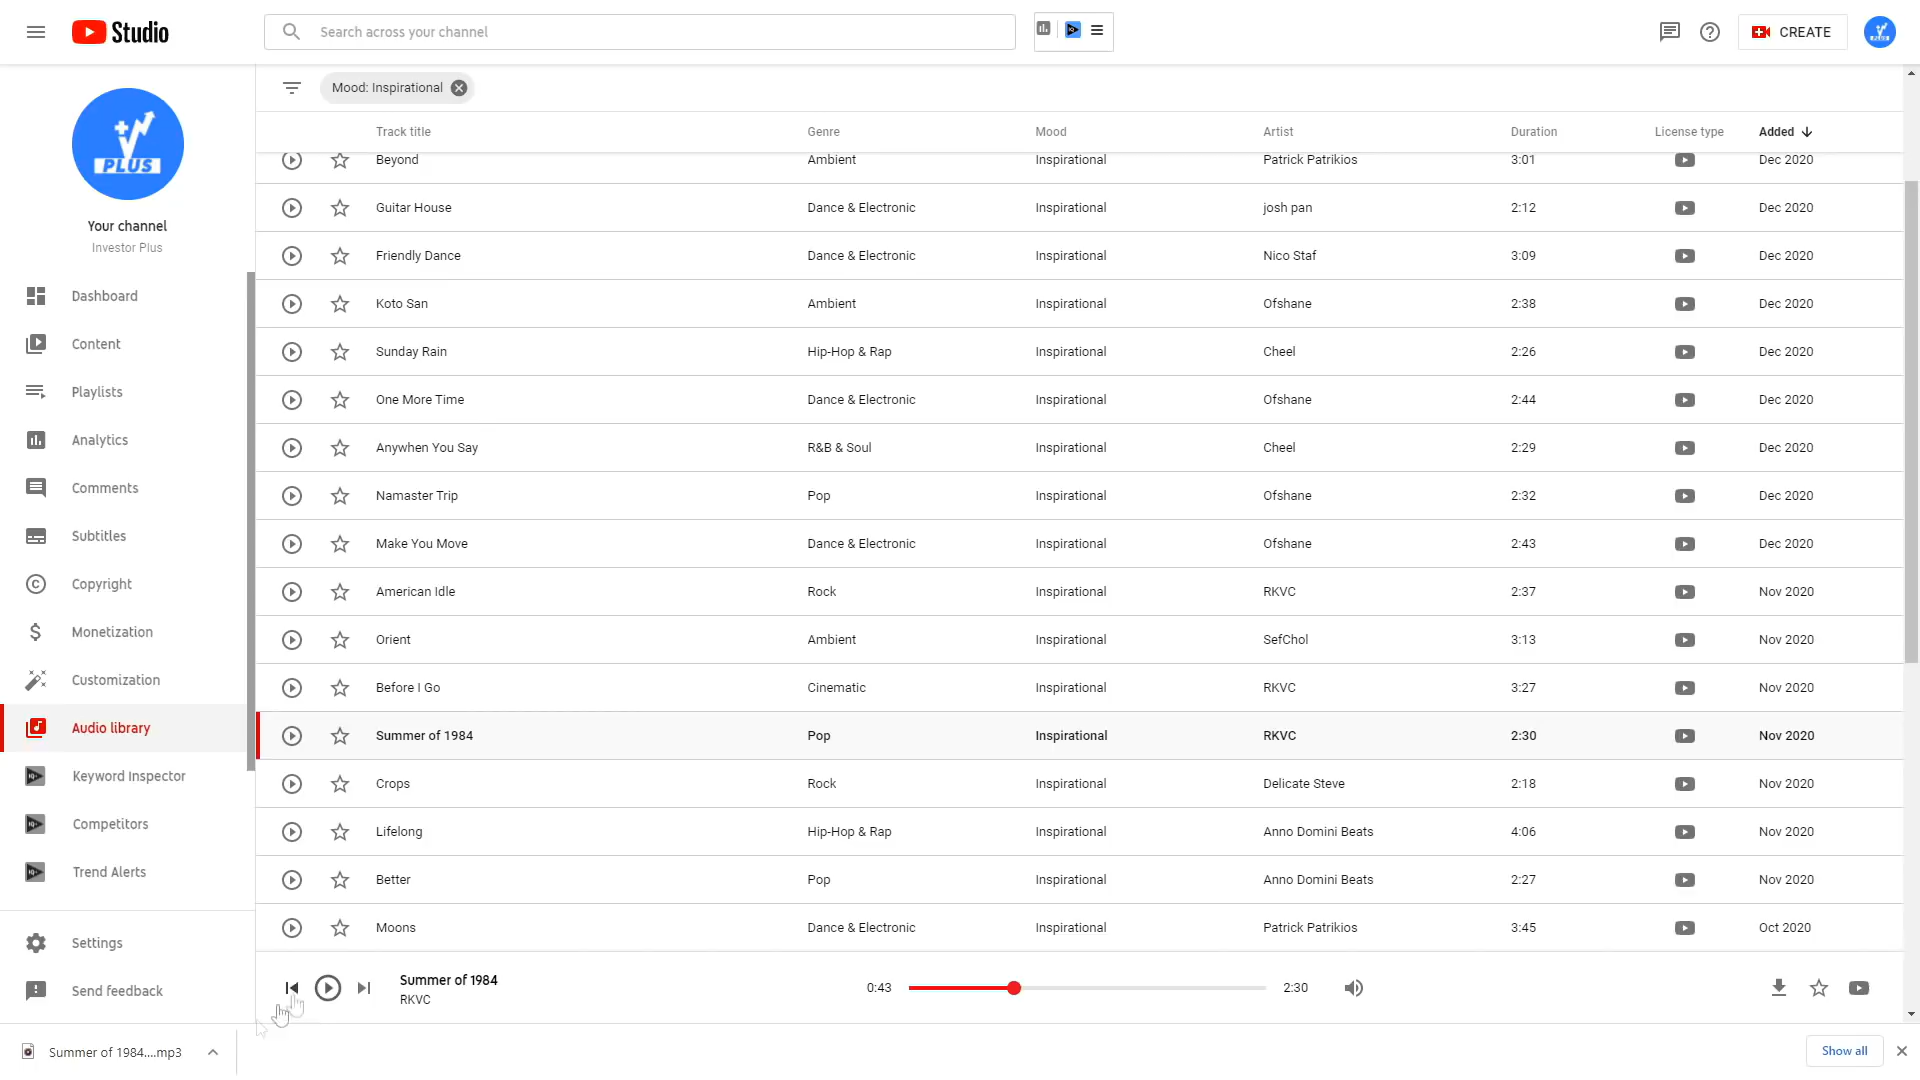 Studio
Search across your channel
CREATE
PLUS
Your channel
Investor Plus
Dashboard
Content
Playlists
Analytics
Comments
Subtitles
Copyright
Monetization
Customization
Audio library
Keyword Inspector
Competitors
Trend Alerts
Settings
Send feedback
Mood: Inspirational
Track title Genre Mood Artist Duration License type Added
Beyond Ambient Inspirational Patrick Patrikios 3:01 Dec 2020
Guitar House Dance & Electronic Inspirational josh pan 2:12 Dec 2020
Friendly Dance Dance & Electronic Inspirational Nico Staf 3:09 Dec 2020
Koto San Ambient Inspirational Ofshane 2:38 Dec 2020
Sunday Rain Hip-Hop & Rap Inspirational Cheel 2:26 Dec 2020
One More Time Dance & Electronic Inspirational Ofshane 2:44 Dec 2020
Anywhen You Say R&B & Soul Inspirational Cheel 2:29 Dec 2020
Namaster Trip Pop Inspirational Ofshane 2:32 Dec 2020
Make You Move Dance & Electronic Inspirational Ofshane 2:43 Dec 2020
American Idle Rock Inspirational RKVC 2:37 Nov 2020
Orient Ambient Inspirational SefChol 3:13 Nov 2020
Before I Go Cinematic Inspirational RKVC 3:27 Nov 2020
Summer of 1984 Pop Inspirational RKVC 2:30 Nov 2020
Crops Rock Inspirational Delicate Steve 2:18 Nov 2020
Lifelong Hip-Hop & Rap Inspirational Anno Domini Beats 4:06 Nov 2020
Better Pop Inspirational Anno Domini Beats 2:27 Nov 2020
Moons Dance & Electronic Inspirational Patrick Patrikios 3:45 Oct 2020
Summer of 1984
RKVC
0:43 2:30
Summer of 1984....mp3
Show all